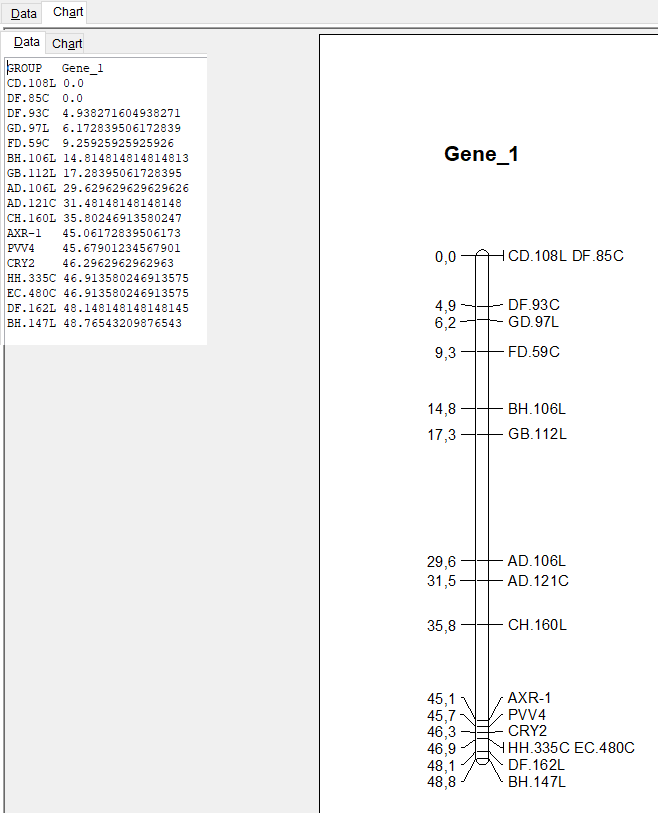 Data Chart
Data Chart
GROUP Gene_1
CD.108L 0.0
DF.85C 0.0
DF.93C 4.938271604938271
GD.97L 6.172839506172839
FD.59C 9.25925925925926
BH.106L 14.814814814814813
GB.112L 17.28395061728395
AD.106L 29.629629629629626
AD.121C 31.48148148148148
CH.160L 35.80246913580247
AXR-1 45.06172839506173
PVV4 45.67901234567901
CRY2 46.2962962962963
HH.335C 46.913580246913575
EC.480C 46.913580246913575
DF.162L 48.148148148148145
BH.147L 48.76543209876543
Gene_1
0,0 CD.108L DF.85C
4,9 DF.93C
6,2 GD.97L
9,3 FD.59C
14,8 BH.106L
17,3 GB.112L
29,6 AD.106L
31,5 AD.121C
35,8 CH.160L
45,1 AXR-1
45,7 PVV4
46,3 CRY2
46,9 HH.335C EC.480C
48,1 DF.162L
48,8 BH.147L